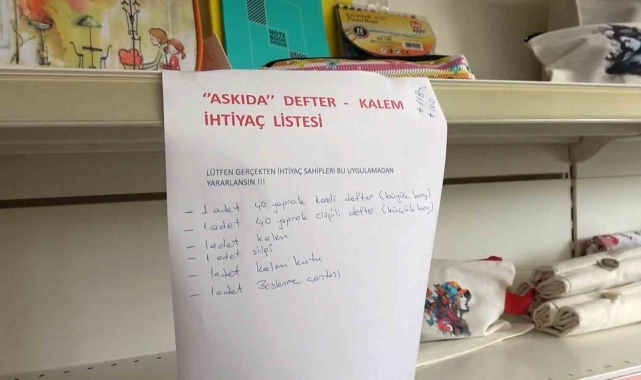 NOTE BOOK
"ASKIDA" DEFTER - KALEM
İHTİYAÇ LİSTESİ
LÜTFEN GERÇEKTEN İHTİYAÇ SAHİPLERİ BU UYGULAMADAN
YARARLANSIN !!!
- 1 adet 40 yaprak kareli defter (büyük boy)
- 1 adet 40 yaprak çizgili defter (küçük boy)
- 1 adet kalem
- 1 adet silgi
- 1 adet kalem kutu
- 1 adet Beslenme çantası